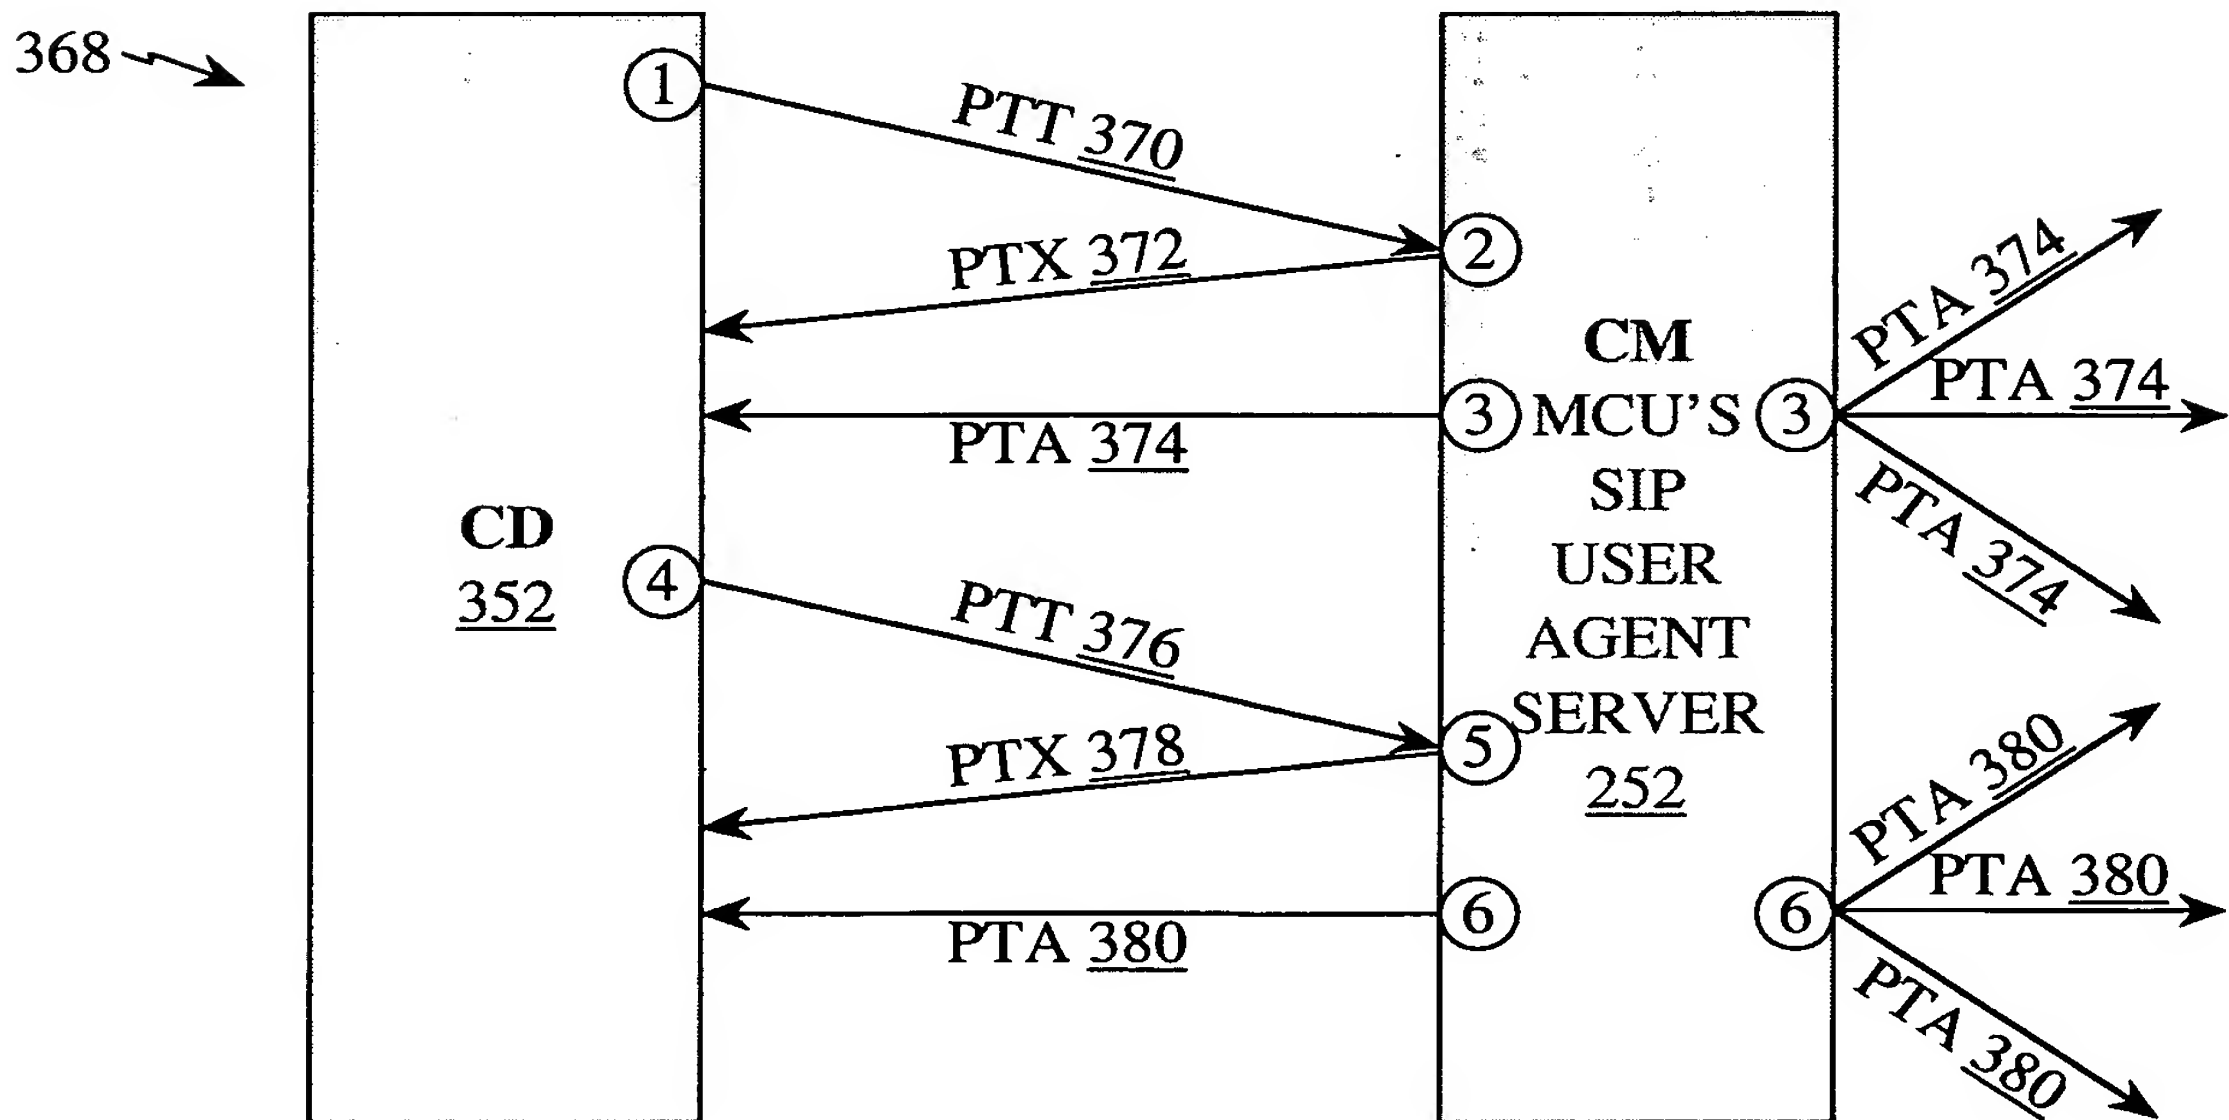 368
1
PTT 370
PTX 372
2
PTA 374
3
CD
352
4
PTT 376
PTX 378
5
PTA 380
6
CM
MCU'S
SIP
USER
AGENT
SERVER
252
3
PTA 374
PTA 374
PTA 374
6
PTA 380
PTA 380
PTA 380